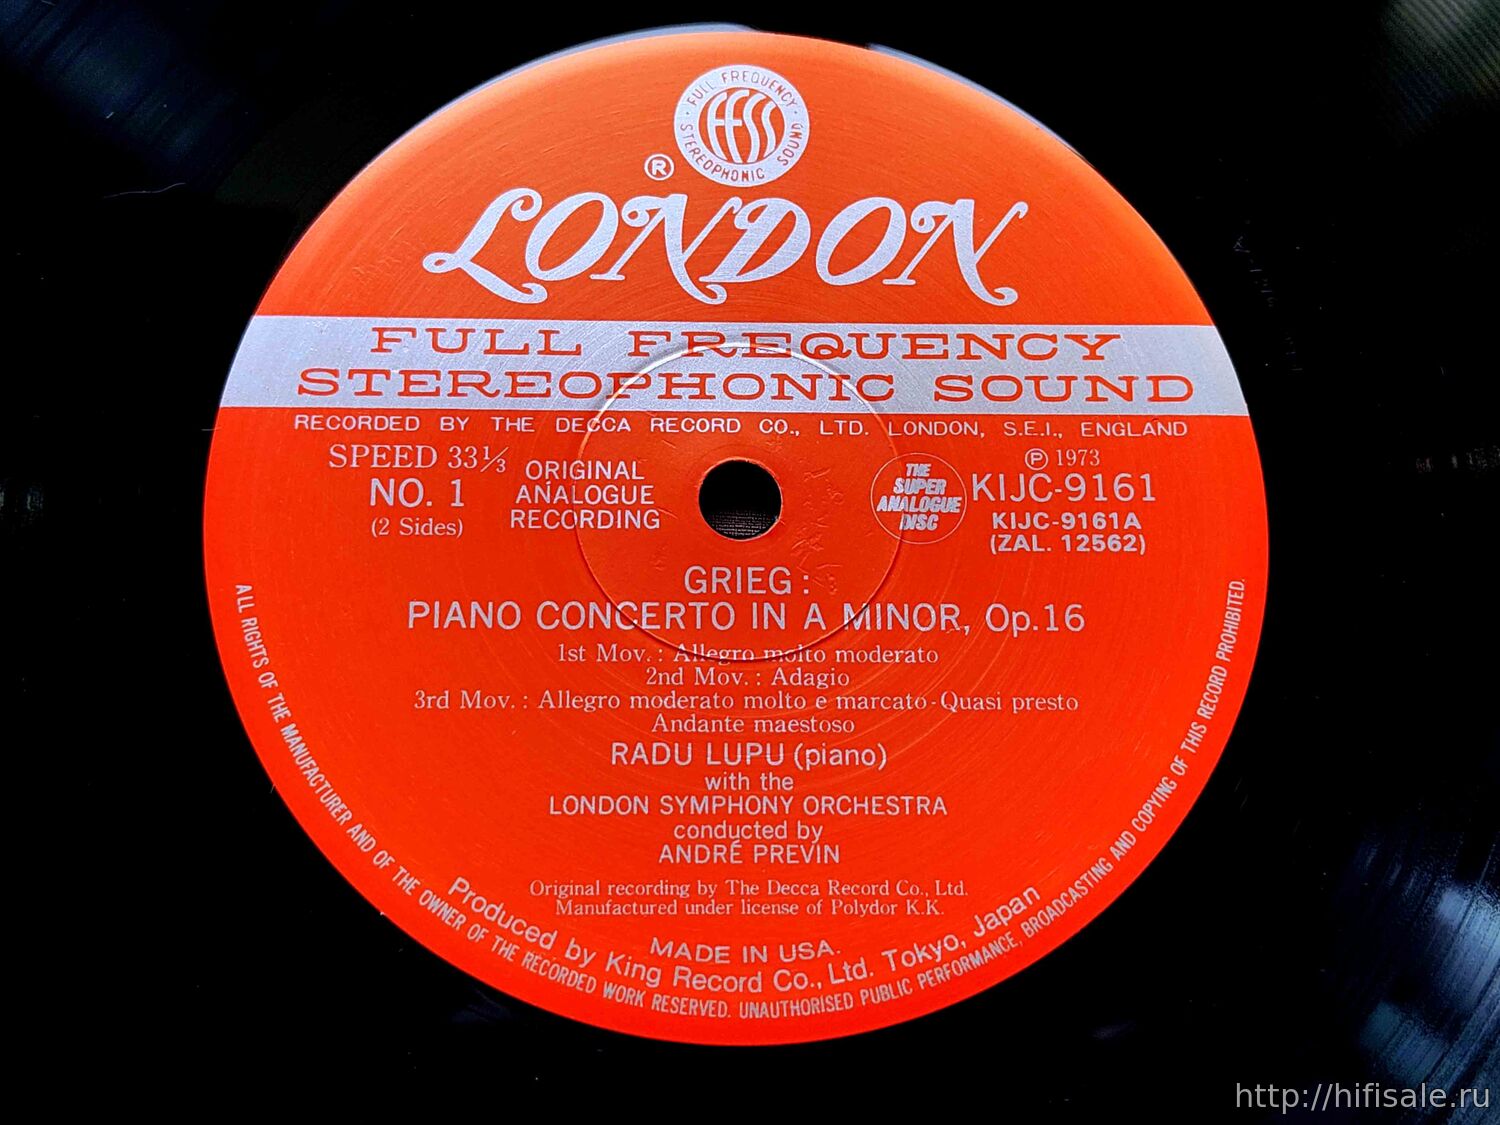 FULL FREQUENCY
STEREOPHONIC SOUND
FFSS
®
LONDON
FULL FREQUENCY
STEREOPHONIC SOUND
RECORDED BY THE DECCA RECORD CO., LTD. LONDON, S.E.I., ENGLAND
SPEED 33⅓
NO. 1
(2 Sides)
ORIGINAL
ANALOGUE
RECORDING
THE
SUPER
ANALOGUE
DISC
℗ 1973
KIJC-9161
KIJC-9161A
(ZAL. 12562)
GRIEG :
PIANO CONCERTO IN A MINOR, Op.16
1st Mov. : Allegro molto moderato
2nd Mov. : Adagio
3rd Mov. : Allegro moderato molto e marcato-Quasi presto
Andante maestoso
RADU LUPU (piano)
with the
LONDON SYMPHONY ORCHESTRA
conducted by
ANDRÉ PREVIN
Original recording by The Decca Record Co., Ltd.
Manufactured under license of Polydor K.K.
MADE IN USA.
Produced by King Record Co., Ltd. Tokyo, Japan
ALL RIGHTS OF THE MANUFACTURER AND OF THE OWNER OF THE RECORDED WORK RESERVED. UNAUTHORISED PUBLIC PERFORMANCE, BROADCASTING AND COPYING OF THIS RECORD PROHIBITED.
http://hifisale.ru